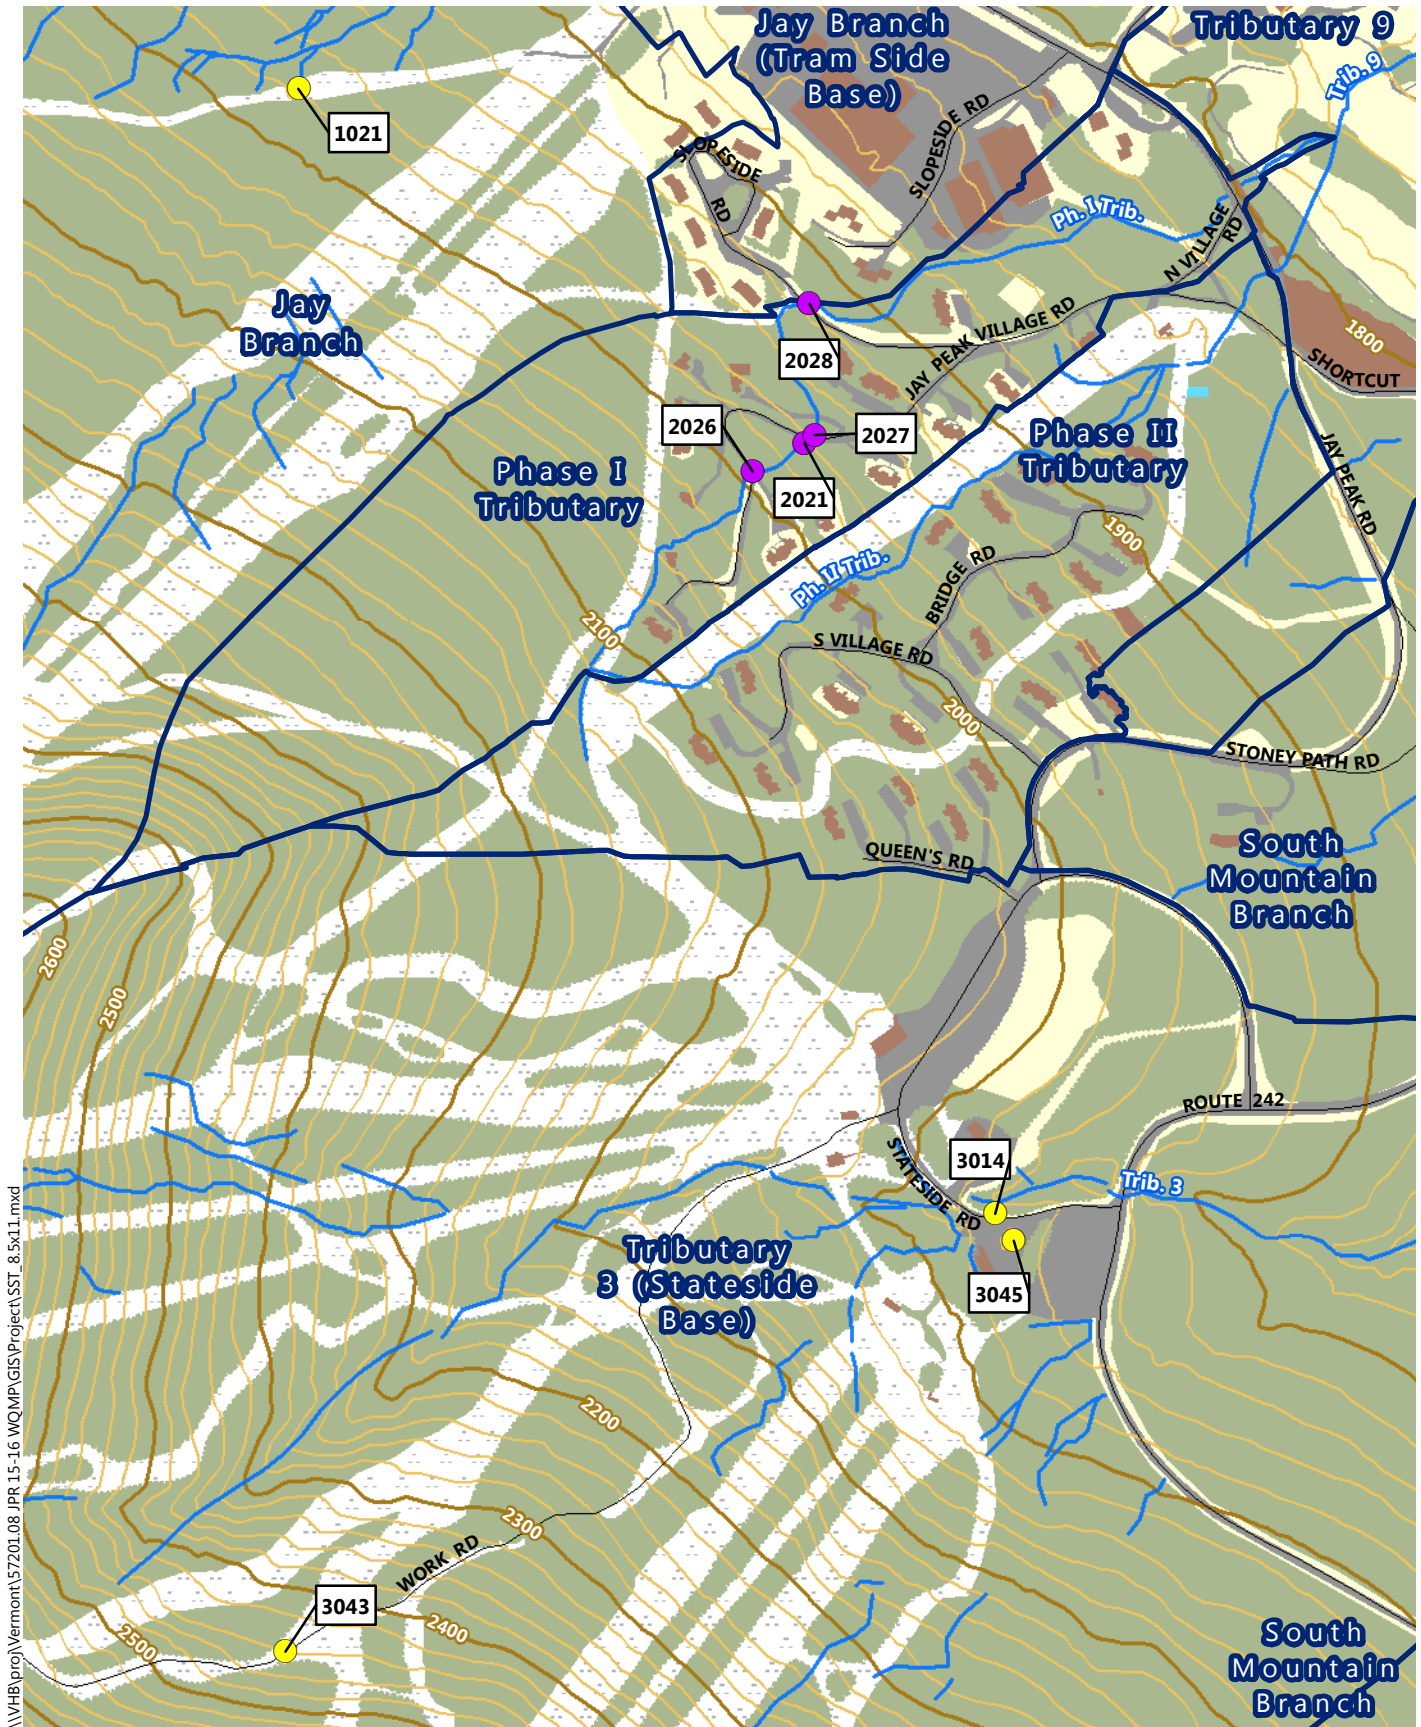 Jay Branch
(Tram Side
Base)
Tributary 9
Trib. 9
1021
SLOPESIDE RD
SLOPESIDE
RD
Ph. I Trib.
N VILLAGE
RD
Jay
Branch
2028
JAY PEAK VILLAGE RD
1800
SHORTCUT
2026
2027
Phase II
Tributary
Phase I
Tributary
2021
JAY PEAK RD
1900
Ph. II Trib.
BRIDGE RD
2100
S VILLAGE RD
2000
STONEY PATH RD
QUEEN'S RD
South
Mountain
Branch
2600
2500
ROUTE 242
STATESIDE RD
3014
Trib. 3
Tributary
3 (Stateside
Base)
3045
2200
2300
WORK RD
3043
2400
2500
South
Mountain
Branch
\\VHB\proj\Vermont\57201.08 JPR 15-16 WQMP\GIS\Project\SST_8.5x11.mxd